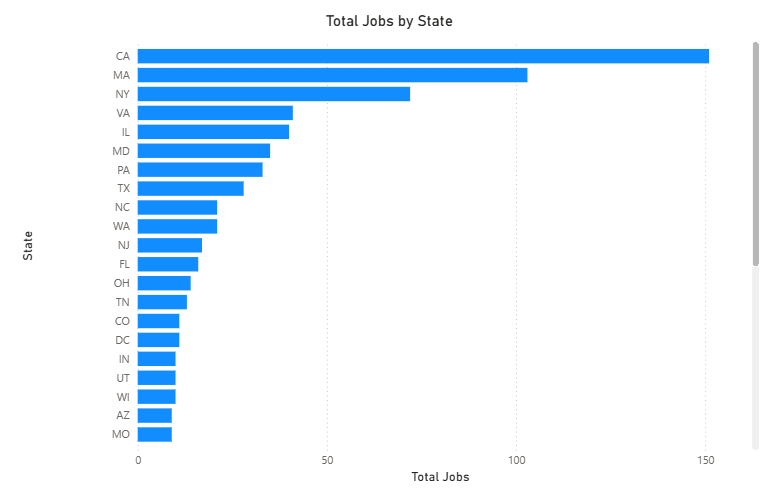 Total Jobs by State
State
CA
MA
NY
VA
IL
MD
PA
TX
NC
WA
NJ
FL
OH
TN
CO
DC
IN
UT
WI
AZ
MO
0 50 100 150
Total Jobs